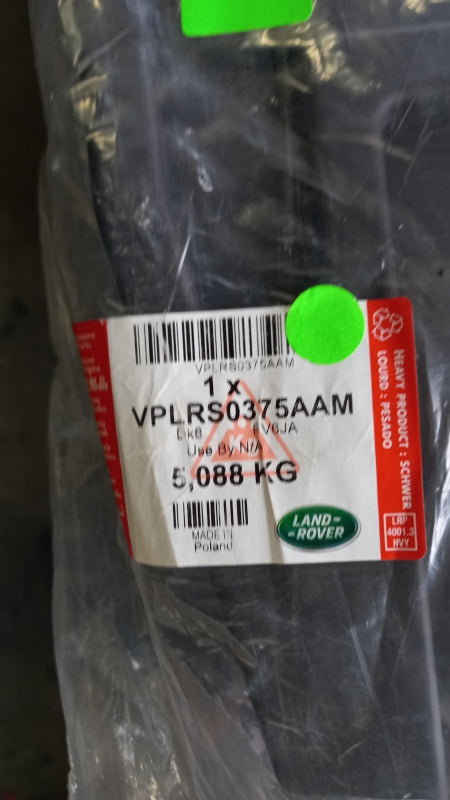 VPLRS0375AAM
1 x
VPLRS0375AAM
Use By N/A
KG
5,088 KG
MADE IN
Poland
LAND-
-ROVER
HEAVY PRODUCT : SCHWER
LOURD : PESADO
LRP
4001.3
HVY